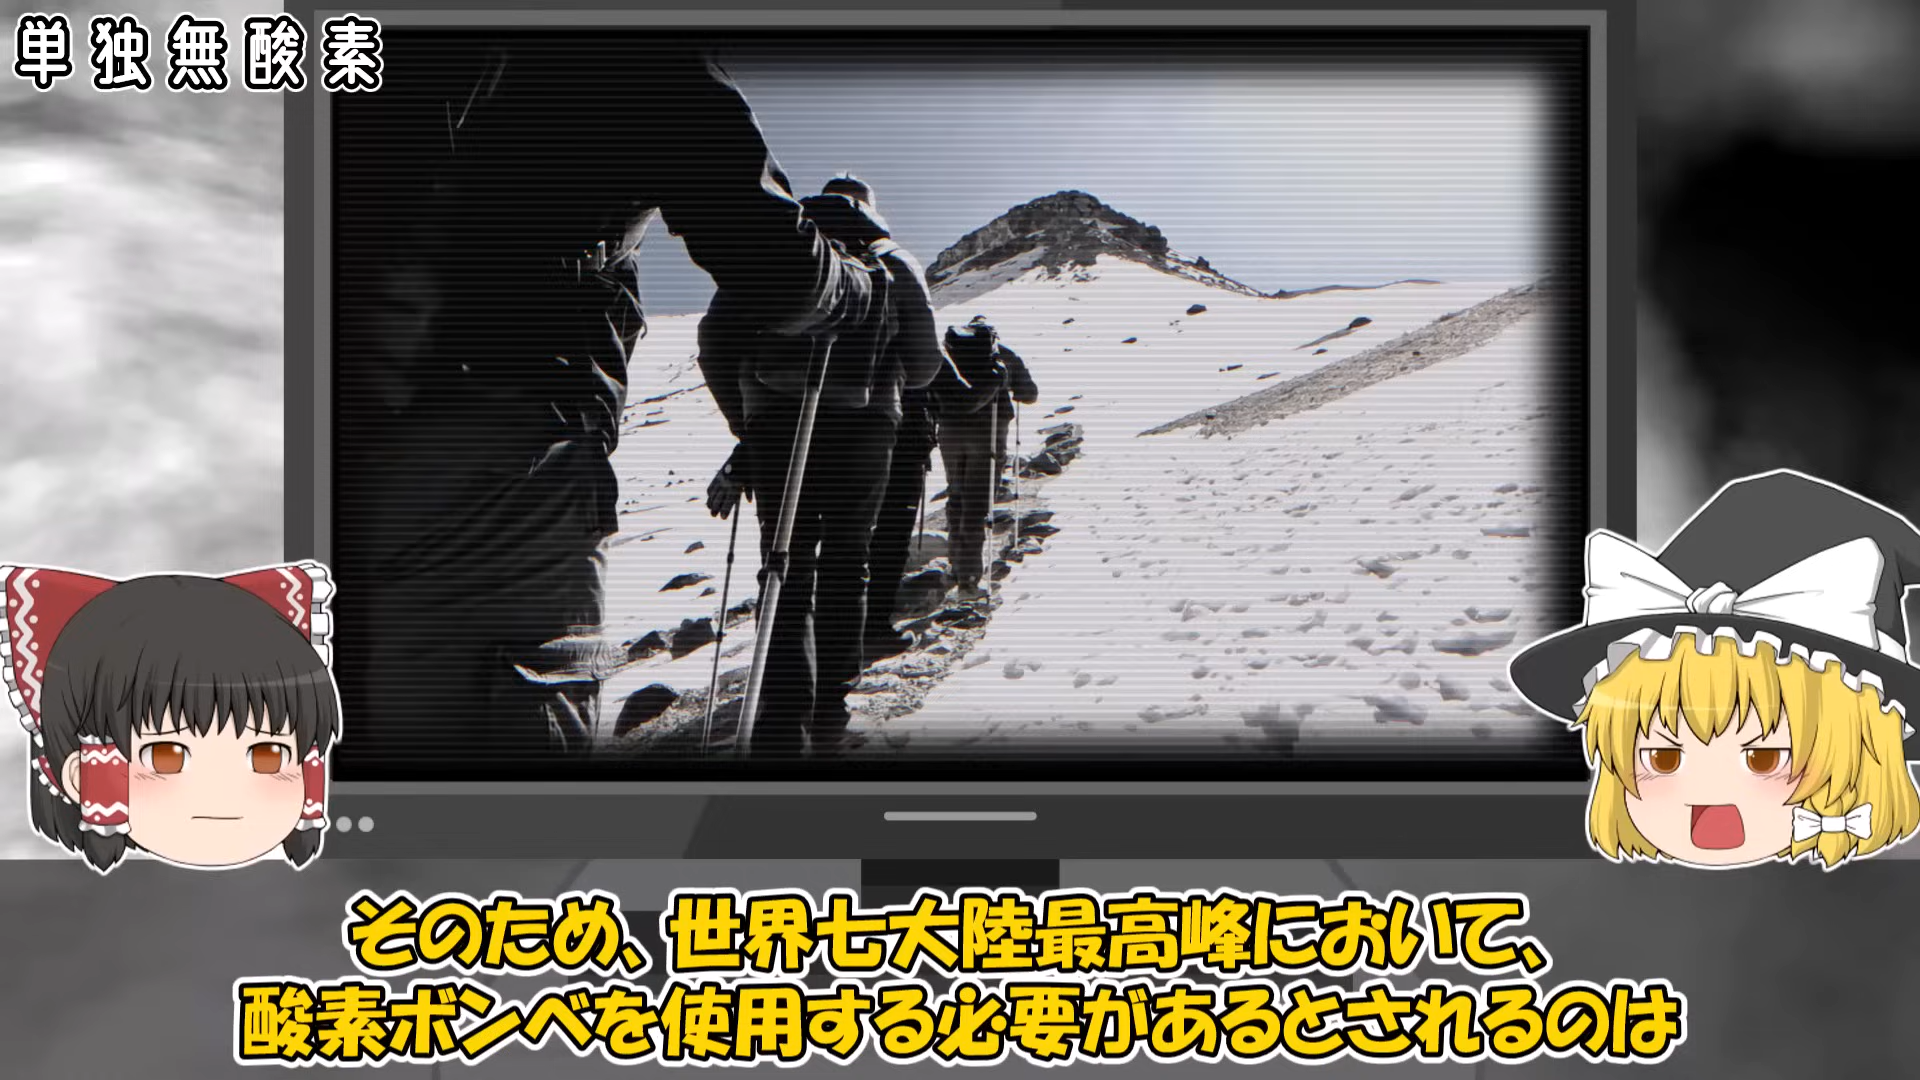 単独無酸素
そのため、世界七大陸最高峰において、
酸素ボンベを使用する必要があるとされるのは